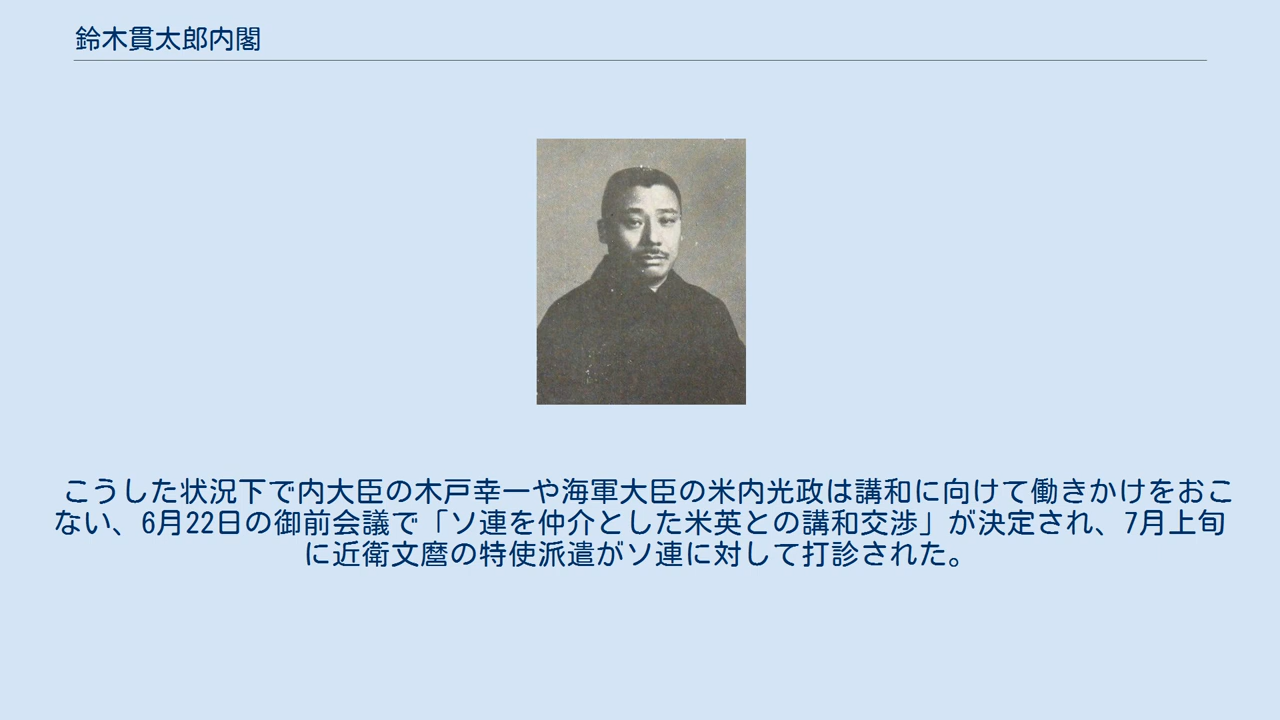 鈴木貫太郎内閣
こうした状況下で内大臣の木戸幸一や海軍大臣の米内光政は講和に向けて働きかけをおこ
ない、6月22日の御前会議で「ソ連を仲介とした米英との講和交渉」が決定され、7月上旬
に近衛文麿の特使派遣がソ連に対して打診された。